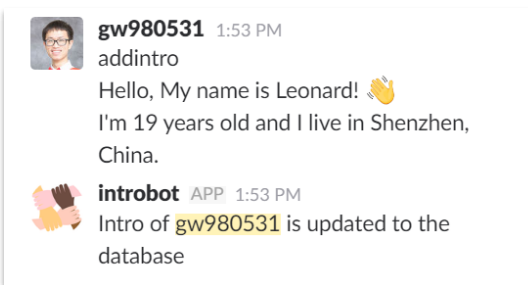 gw980531 1:53 PM
addintro
Hello, My name is Leonard! 👋
I'm 19 years old and I live in Shenzhen,
China.
introbot APP 1:53 PM
Intro of gw980531 is updated to the
database